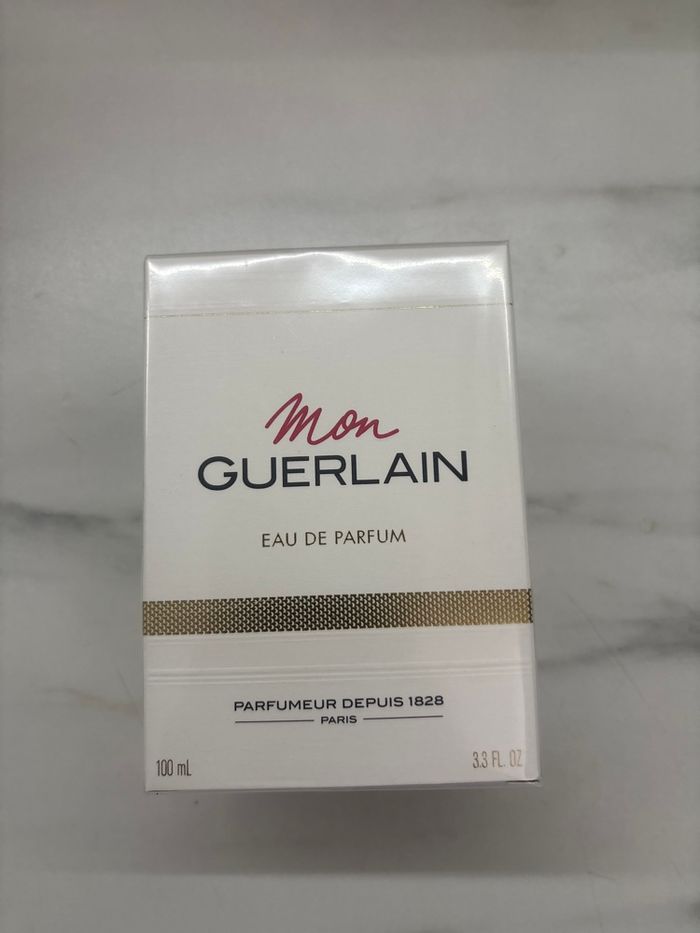 Mon
GUERLAIN
EAU DE PARFUM
PARFUMEUR DEPUIS 1828
PARIS
100 mL
3.3 FL. OZ